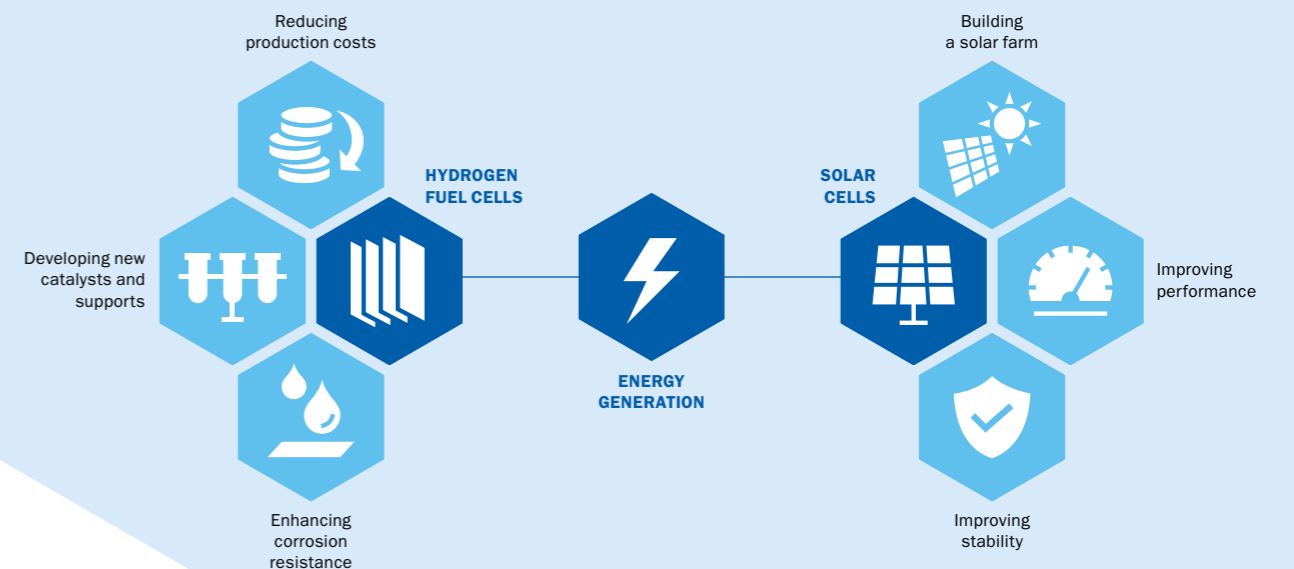 Reducing
production costs
Building
a solar farm
HYDROGEN
FUEL CELLS
SOLAR
CELLS
Developing new
catalysts and
supports
Improving
performance
ENERGY
GENERATION
Enhancing
corrosion
resistance
Improving
stability